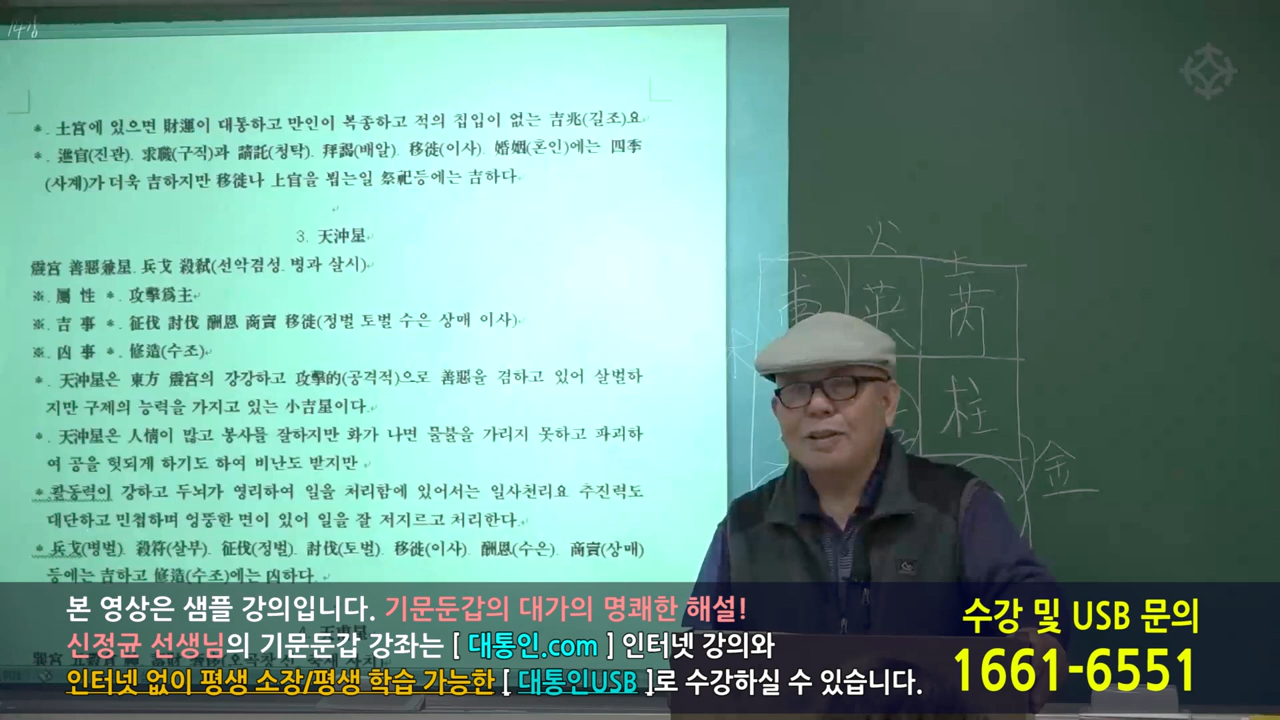 14강
*. 土宮에 있으면 財運이 대통하고 만인이 복종하고 적의 침입이 없는 吉兆(길조)요
*. 進官(진관). 求職(구직)과 請託(청탁). 拜謁(배알). 移徙(이사). 婚姻(혼인)에는 四季
(사계)가 더욱 吉하지만 移徙나 上官을 뵙는일 祭祀등에는 吉하다.
3. 天沖星
震宮 善惡兼星. 兵戈 殺弑(선악겸성. 병과 살시)
※. 屬 性 *. 攻擊爲主
※. 吉 事 *. 征伐 討伐 酬恩 商賣 移徙(정벌 토벌 수은 상매 이사)
※. 凶 事 *. 修造(수조)
*. 天沖星은 東方 震宮의 강강하고 攻擊的(공격적)으로 善惡을 겸하고 있어 살벌하
지만 구제의 능력을 가지고 있는 小吉星이다.
*. 天沖星은 人情이 많고 봉사를 잘하지만 화가 나면 물불을 가리지 못하고 파괴하
여 공을 헛되게 하기도 하여 비난도 받지만
*. 활동력이 강하고 두뇌가 영리하여 일을 처리함에 있어서는 일사천리요 추진력도
대단하고 민첩하며 엉뚱한 면이 있어 일을 잘 저지르고 처리한다.
*. 兵戈(병벌). 殺符(살부). 征伐(정벌). 討伐(토벌). 移徙(이사). 酬恩(수은). 商賣(상매)
등에는 吉하고 修造(수조)에는 凶하다.
火
土
英 芮
柱
金
본 영상은 샘플 강의입니다. 기문둔갑의 대가의 명쾌한 해설!
신정균 선생님의 기문둔갑 강좌는 [ 대통인.com ] 인터넷 강의와
인터넷 없이 평생 소장/평생 학습 가능한 [ 대통인USB ]로 수강하실 수 있습니다.
수강 및 USB 문의
1661-6551